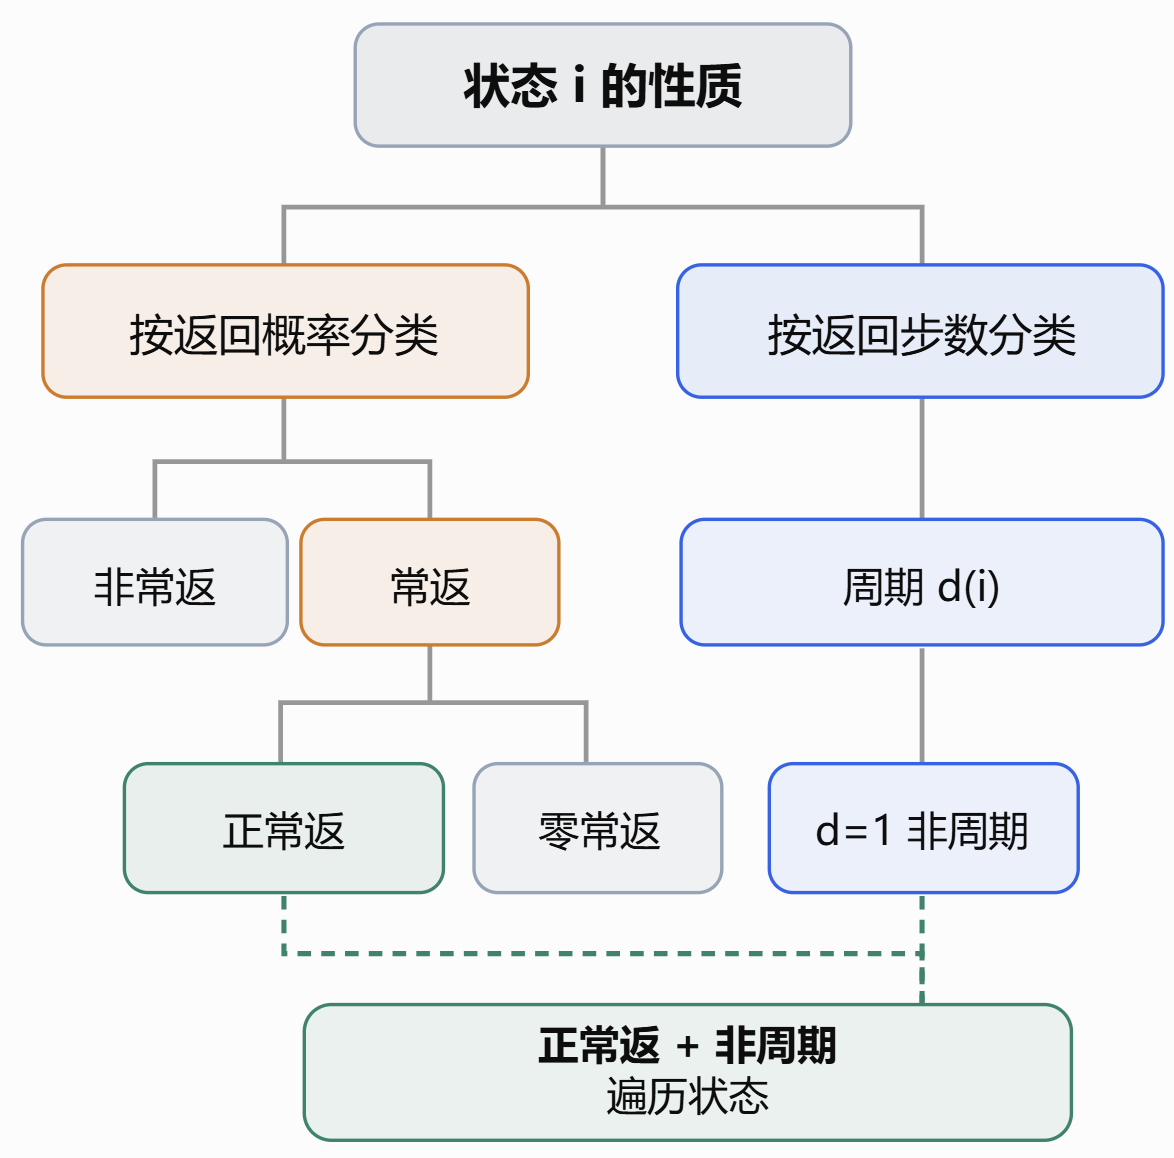 状态 i 的性质
按返回概率分类
按返回步数分类
非常返
常返
周期 d(i)
正常返
零常返
d=1 非周期
正常返 + 非周期
遍历状态